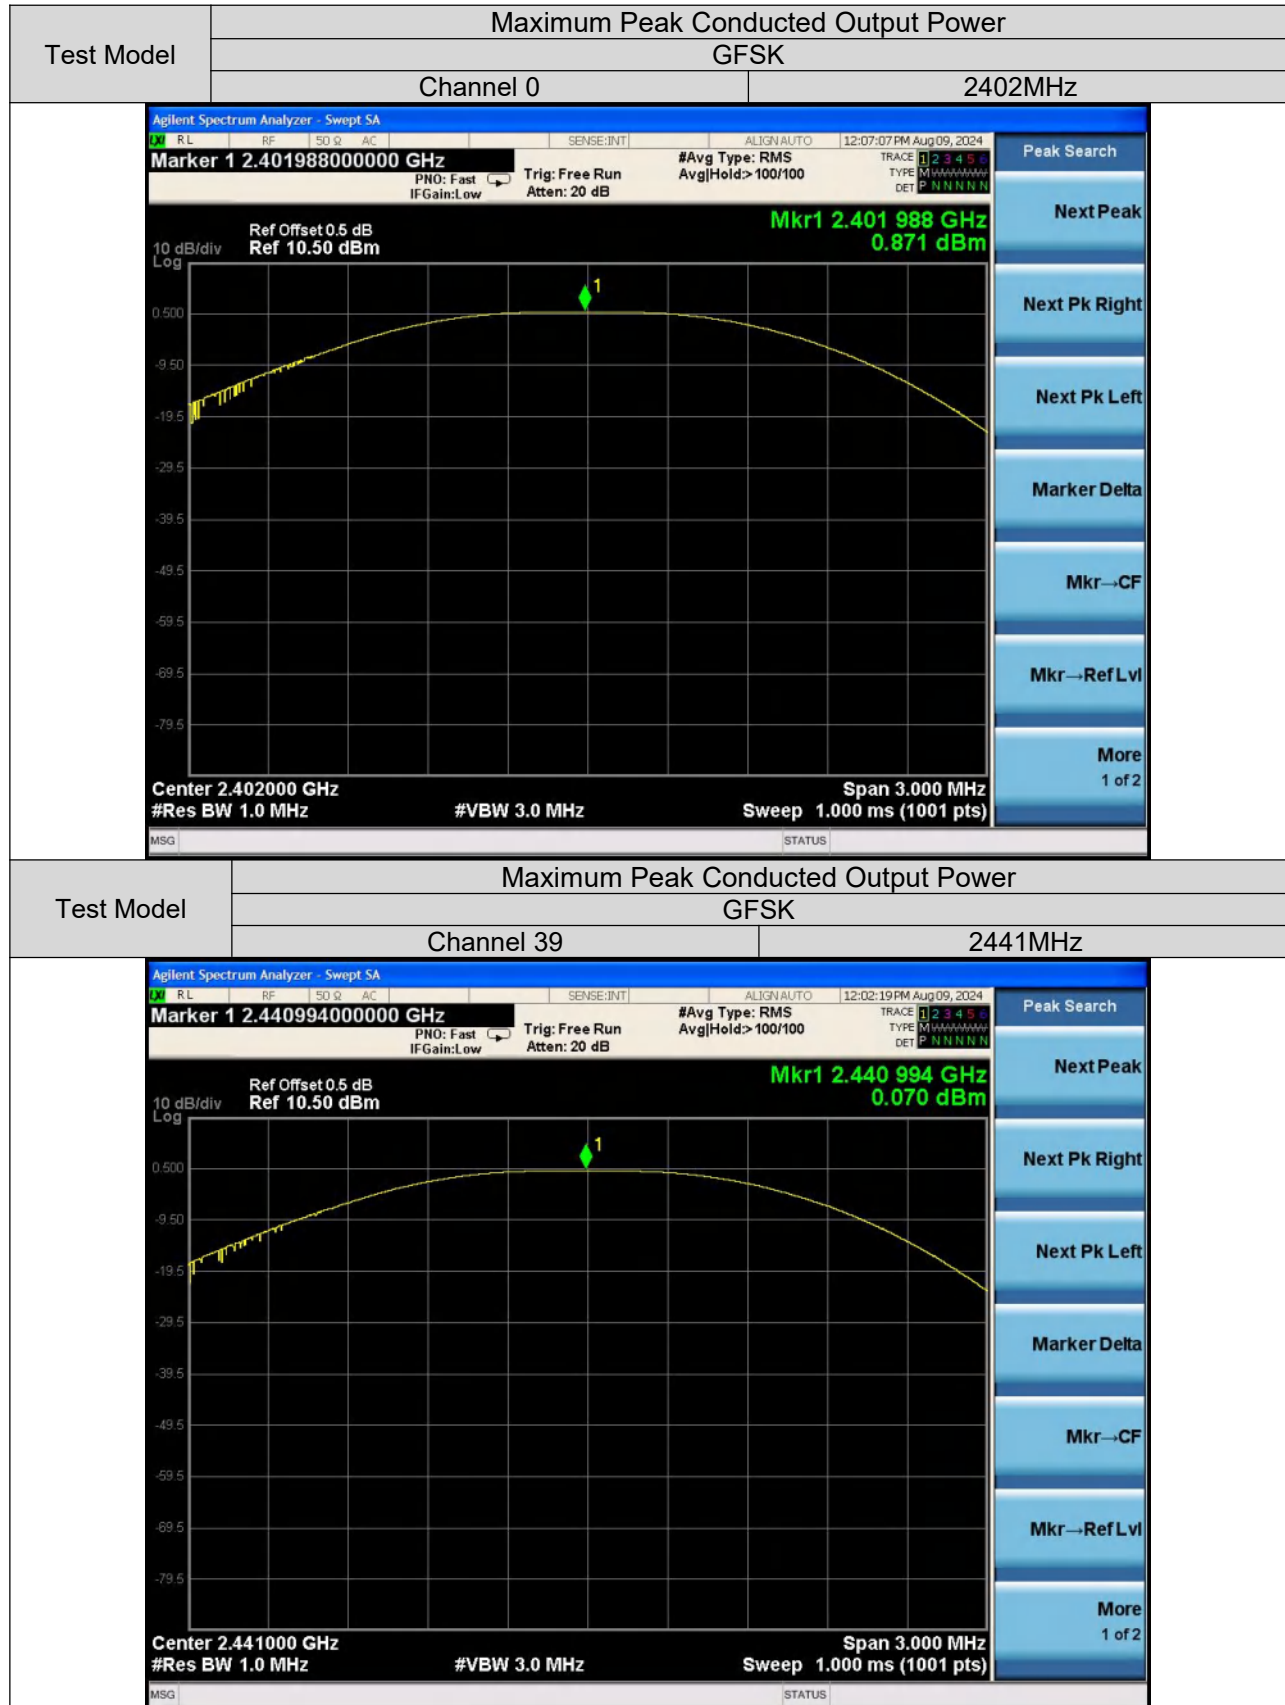 Test Model
Maximum Peak Conducted Output Power
GFSK
Channel 0 2402MHz
Agilent Spectrum Analyzer - Swept SA
LXI RL RF 50 Ω AC SENSE:INT ALIGN AUTO 12:07:07 PM Aug 09, 2024
Marker 1 2.401988000000 GHz
PNO: Fast
IFGain:Low
Trig: Free Run
Atten: 20 dB
#Avg Type: RMS
Avg|Hold:> 100/100
TRACE 1 2 3 4 5 6
TYPE MWWWWW
DET P N N N N N
Mkr1 2.401 988 GHz
0.871 dBm
Ref Offset 0.5 dB
10 dB/div Ref 10.50 dBm
Log
1
0.500
-9.50
-19.5
-29.5
-39.5
-49.5
-59.5
-69.5
-79.5
Center 2.402000 GHz Span 3.000 MHz
#Res BW 1.0 MHz #VBW 3.0 MHz Sweep 1.000 ms (1001 pts)
MSG STATUS
Peak Search
Next Peak
Next Pk Right
Next Pk Left
Marker Delta
Mkr→CF
Mkr→Ref Lvl
More
1 of 2
Test Model
Maximum Peak Conducted Output Power
GFSK
Channel 39 2441MHz
Agilent Spectrum Analyzer - Swept SA
LXI RL RF 50 Ω AC SENSE:INT ALIGN AUTO 12:02:19 PM Aug 09, 2024
Marker 1 2.440994000000 GHz
PNO: Fast
IFGain:Low
Trig: Free Run
Atten: 20 dB
#Avg Type: RMS
Avg|Hold:> 100/100
TRACE 1 2 3 4 5 6
TYPE MWWWWW
DET P N N N N N
Mkr1 2.440 994 GHz
0.070 dBm
Ref Offset 0.5 dB
10 dB/div Ref 10.50 dBm
Log
1
0.500
-9.50
-19.5
-29.5
-39.5
-49.5
-59.5
-69.5
-79.5
Center 2.441000 GHz Span 3.000 MHz
#Res BW 1.0 MHz #VBW 3.0 MHz Sweep 1.000 ms (1001 pts)
MSG STATUS
Peak Search
Next Peak
Next Pk Right
Next Pk Left
Marker Delta
Mkr→CF
Mkr→Ref Lvl
More
1 of 2